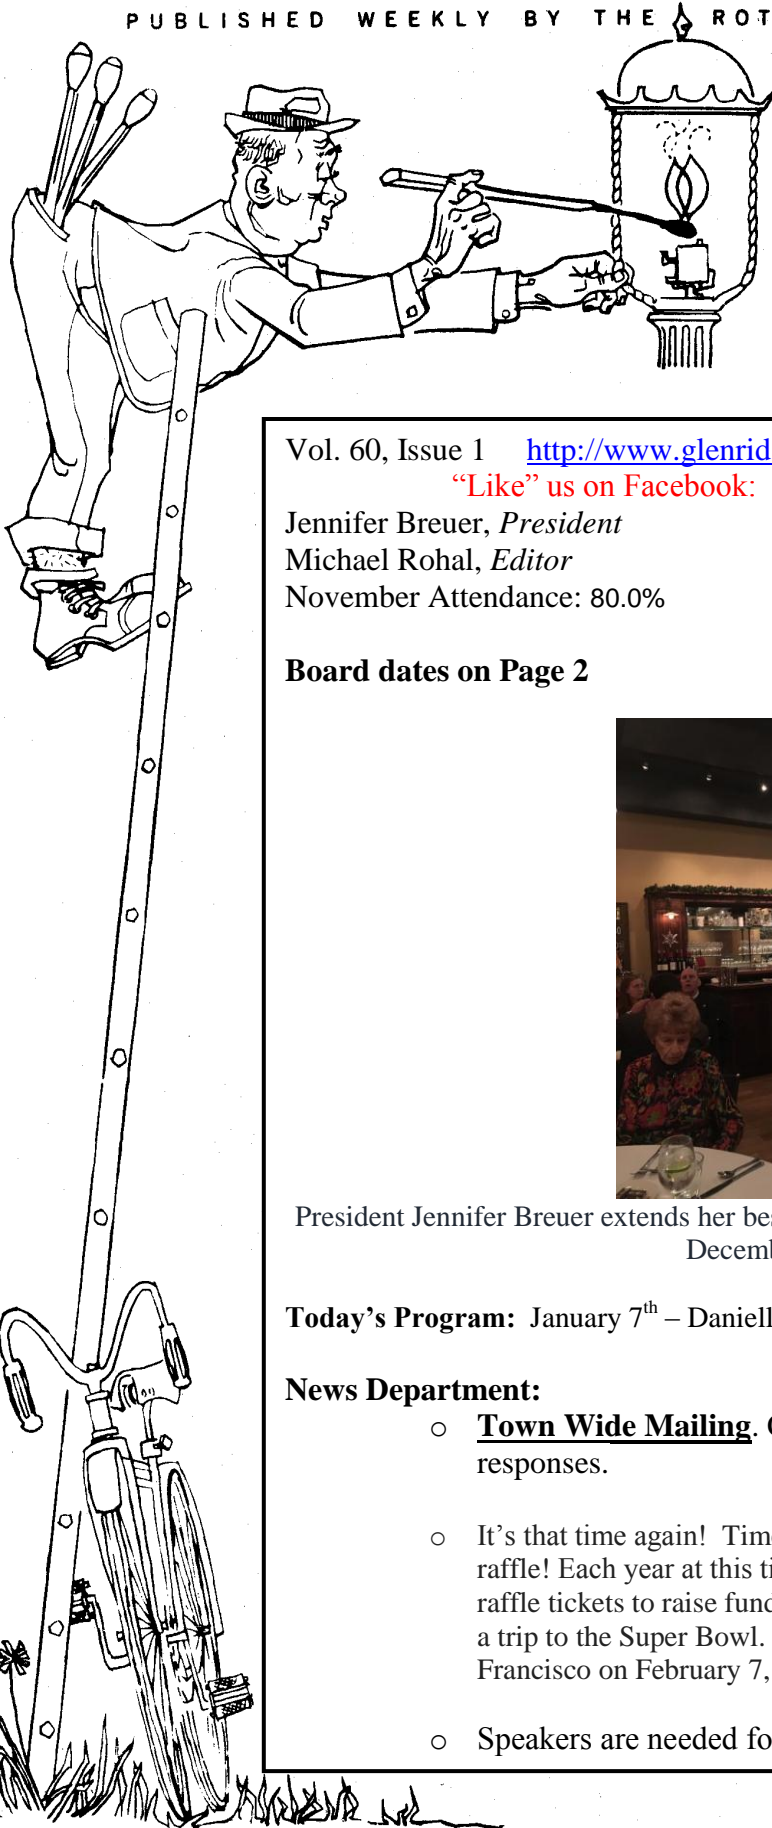 PUBLISHED WEEKLY BY THE ROT
Vol. 60, Issue 1 http://www.glenrid
“Like” us on Facebook:
Jennifer Breuer, President
Michael Rohal, Editor
November Attendance: 80.0%
Board dates on Page 2
President Jennifer Breuer extends her bes
Decemb
Today’s Program: January 7th – Daniell
News Department:
o Town Wide Mailing.
responses.
o It’s that time again! Time
raffle! Each year at this ti
raffle tickets to raise fund
a trip to the Super Bowl.
Francisco on February 7,
o Speakers are needed fo